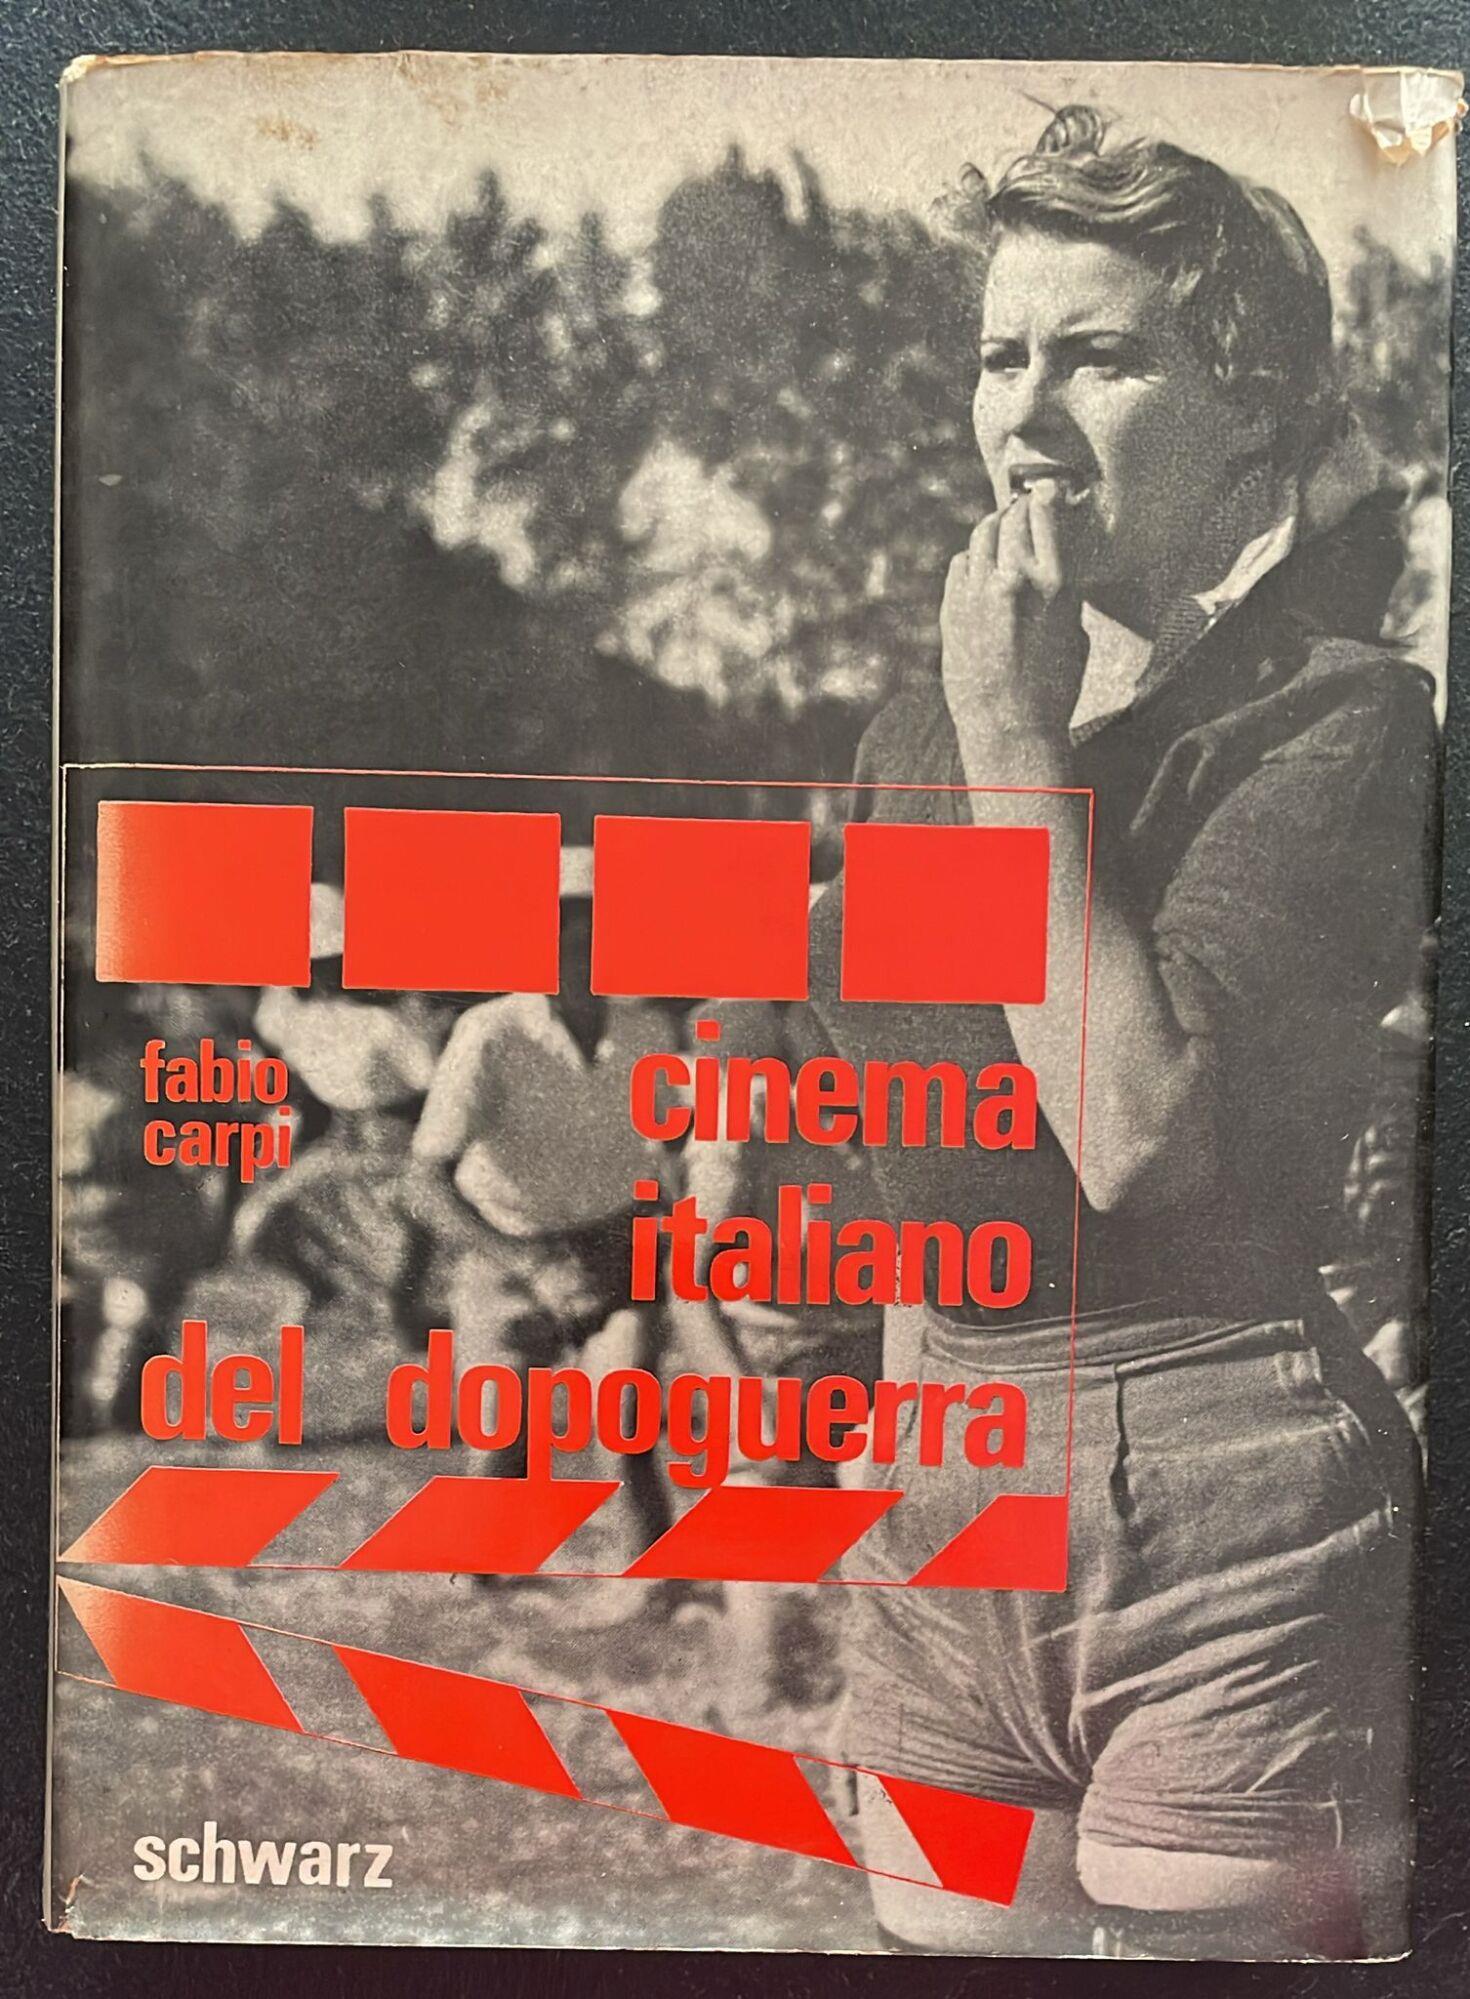 fabio
carpi
cinema
italiano
del dopoguerra
schwarz